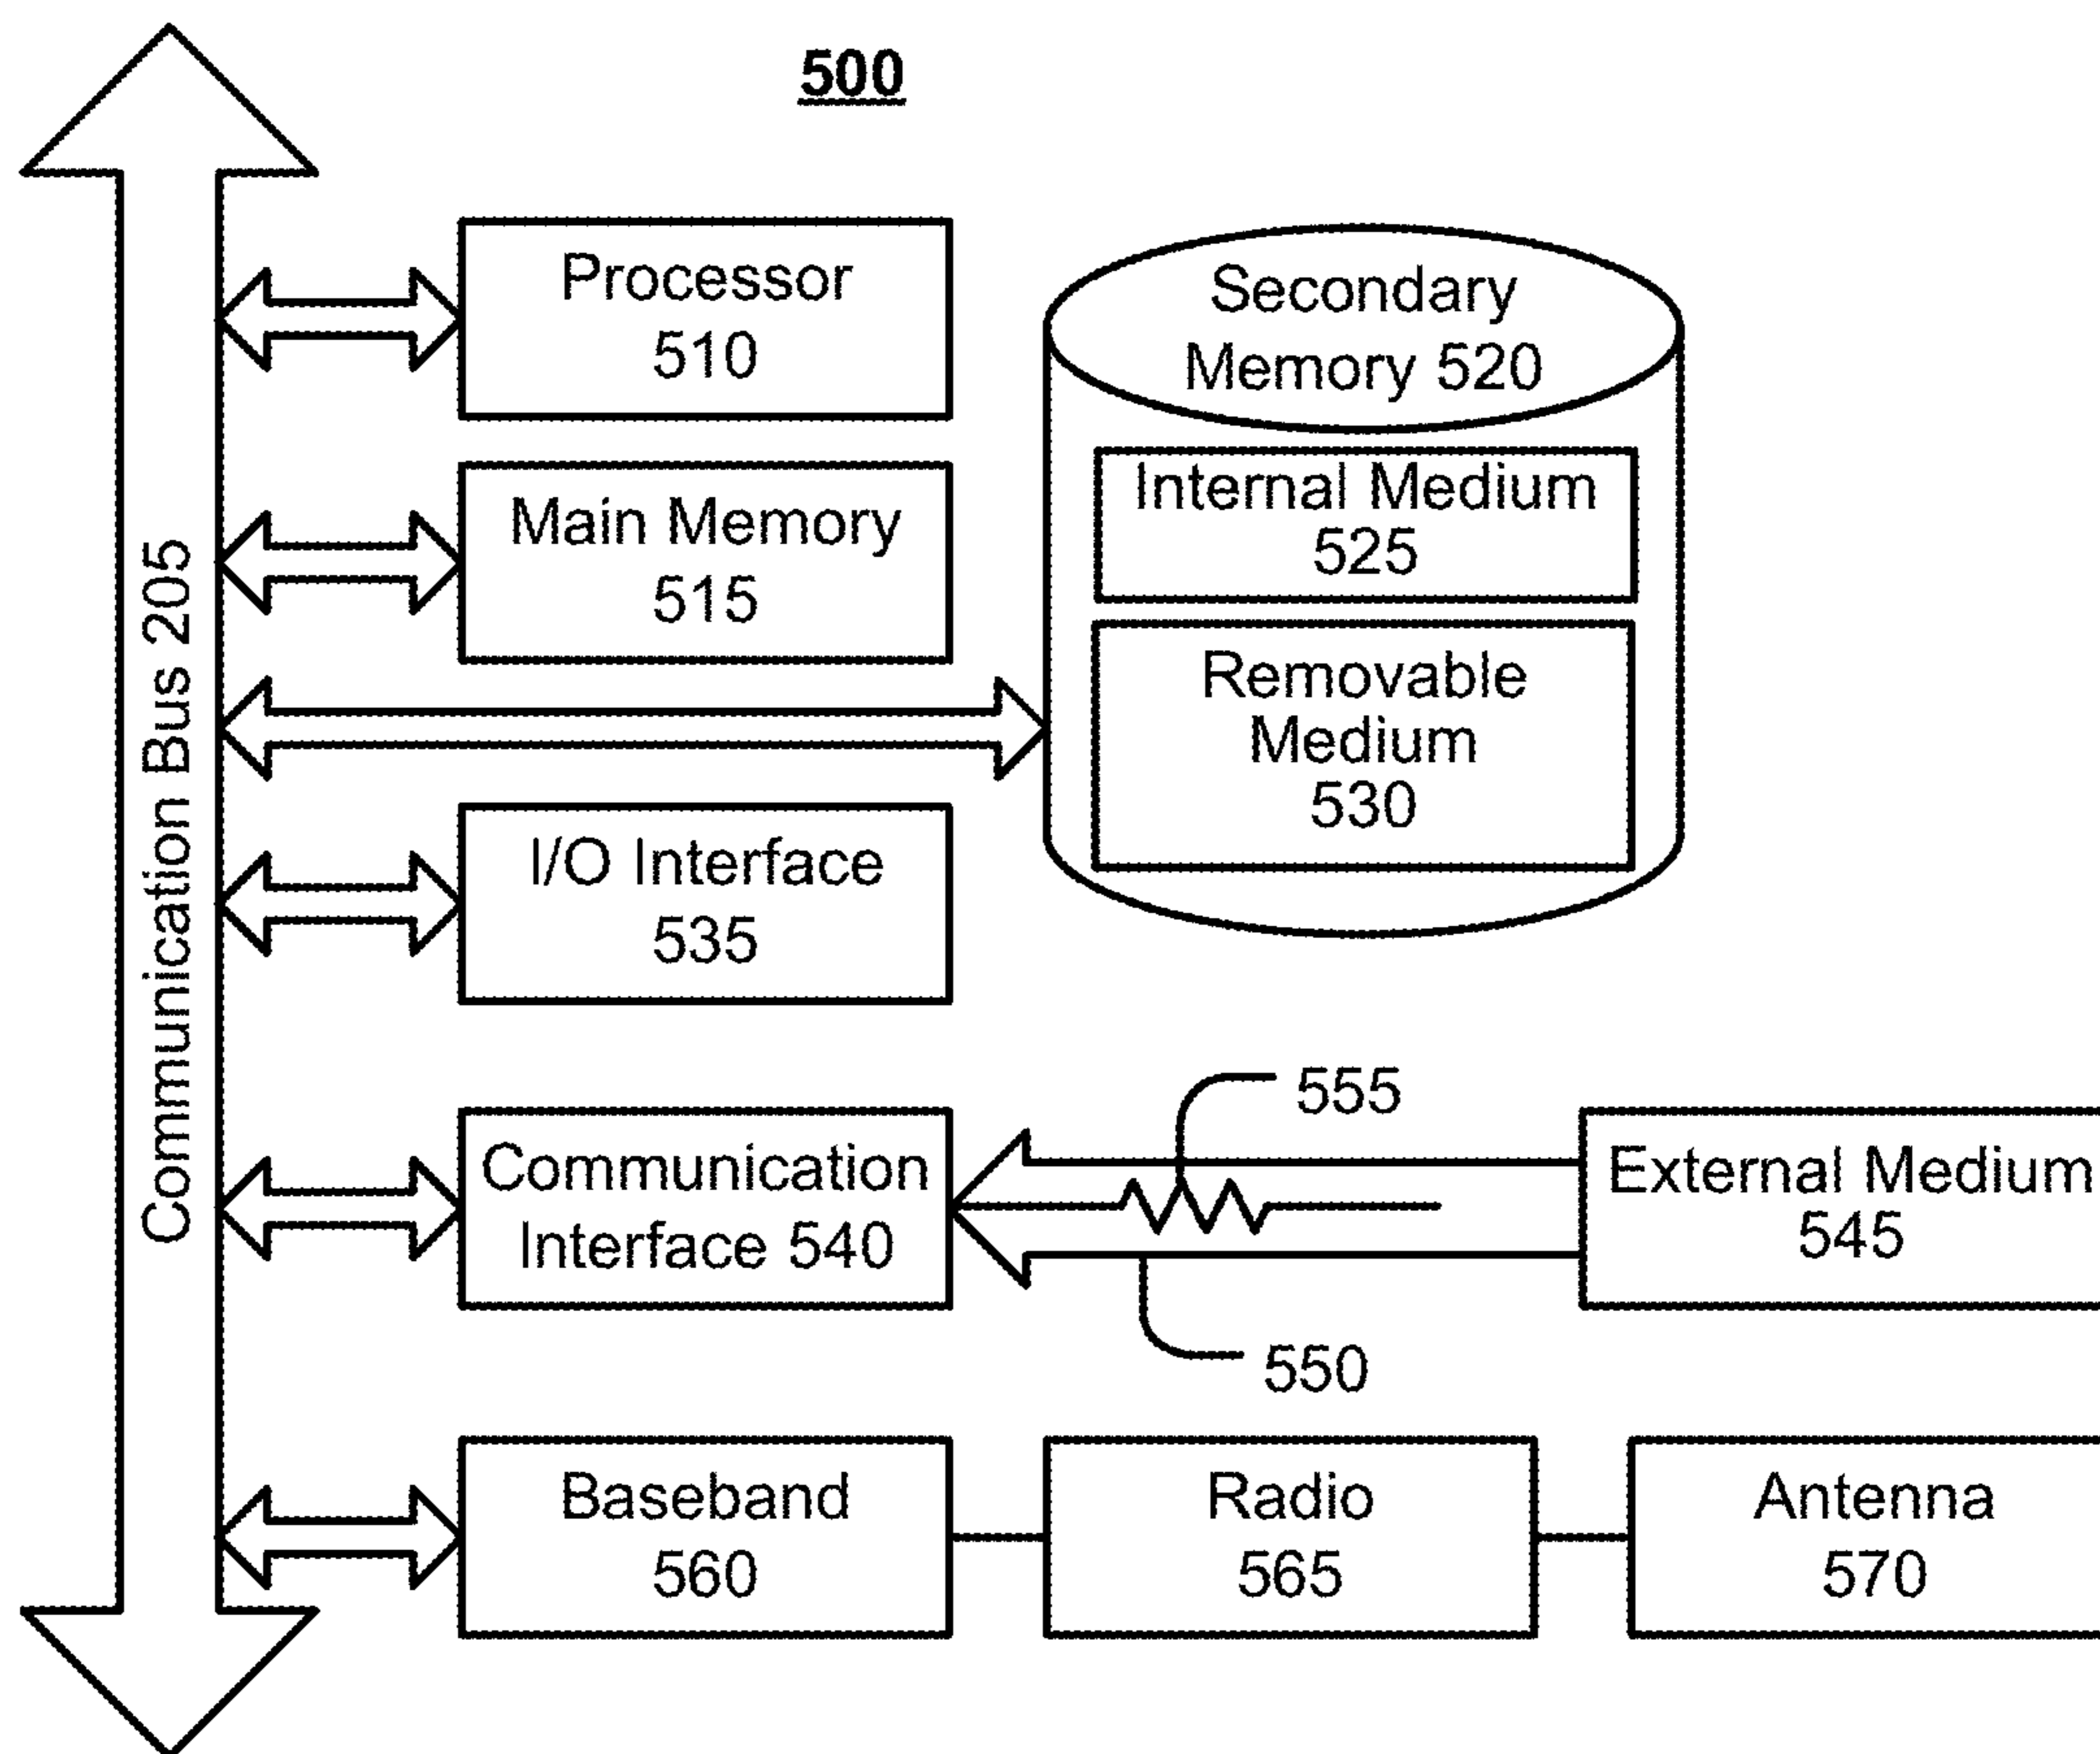 500
Communication Bus 205
Processor
510
Main Memory
515
Secondary
Memory 520
Internal Medium
525
Removable
Medium
530
I/O Interface
535
Communication
Interface 540
555
550
External Medium
545
Baseband
560
Radio
565
Antenna
570